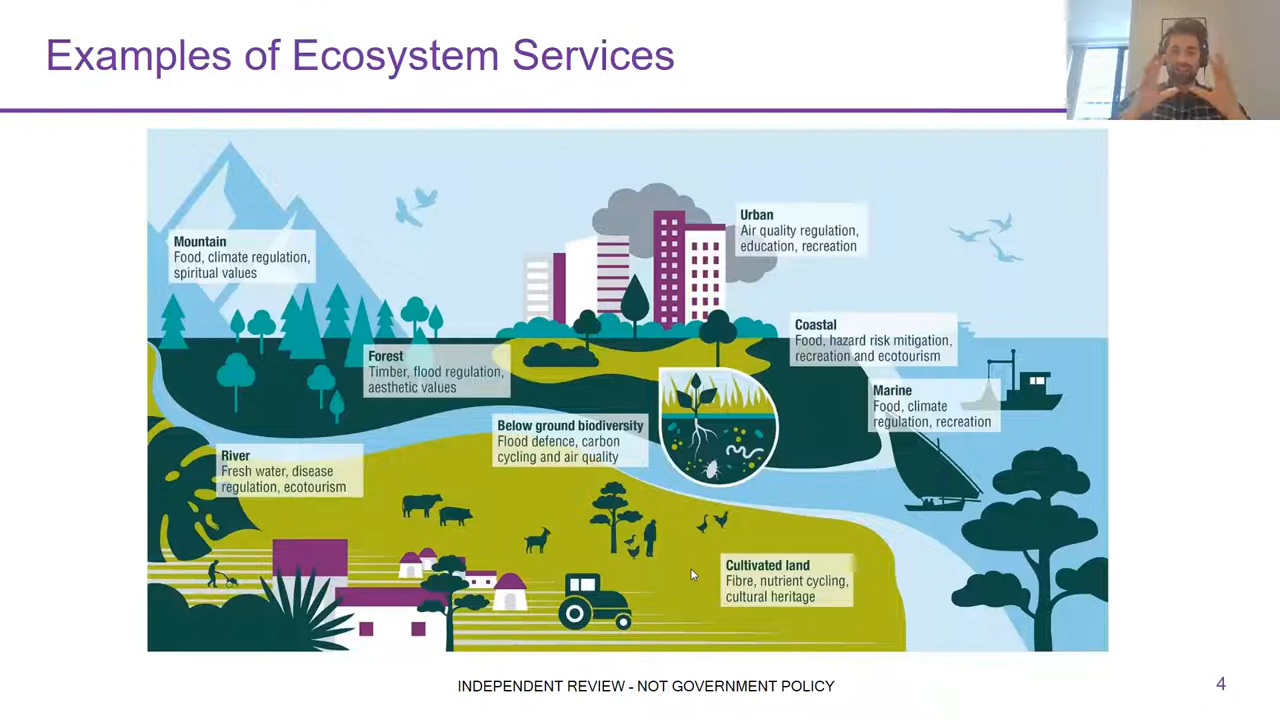 Examples of Ecosystem Services
Mountain
Food, climate regulation,
spiritual values
Urban
Air quality regulation,
education, recreation
Coastal
Food, hazard risk mitigation,
recreation and ecotourism
Forest
Timber, flood regulation,
aesthetic values
Marine
Food, climate
regulation, recreation
Below ground biodiversity
Flood defence, carbon
cycling and air quality
River
Fresh water, disease
regulation, ecotourism
Cultivated land
Fibre, nutrient cycling,
cultural heritage
INDEPENDENT REVIEW - NOT GOVERNMENT POLICY
4